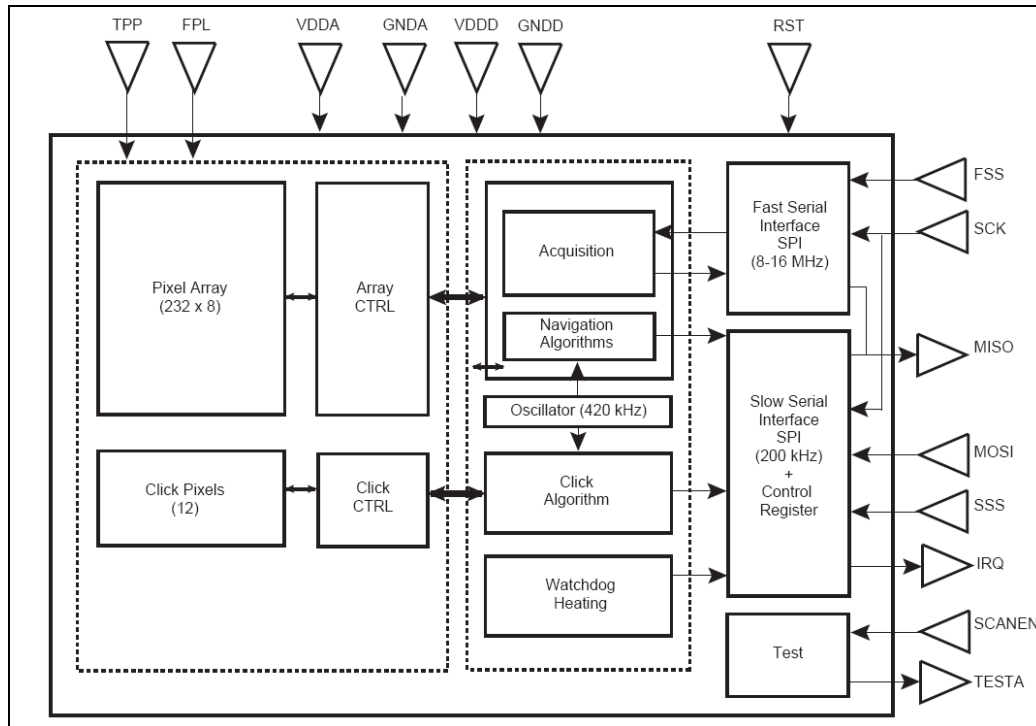 TPP
FPL
VDDA
GNDA
VDDD
GNDD
RST
Pixel Array
(232 x 8)
Array
CTRL
Acquisition
Navigation
Algorithms
Oscillator (420 kHz)
Click Pixels
(12)
Click
CTRL
Click
Algorithm
Watchdog
Heating
Fast Serial
Interface
SPI
(8-16 MHz)
Slow Serial
Interface
SPI
(200 kHz)
+
Control
Register
Test
FSS
SCK
MISO
MOSI
SSS
IRQ
SCANEN
TESTA